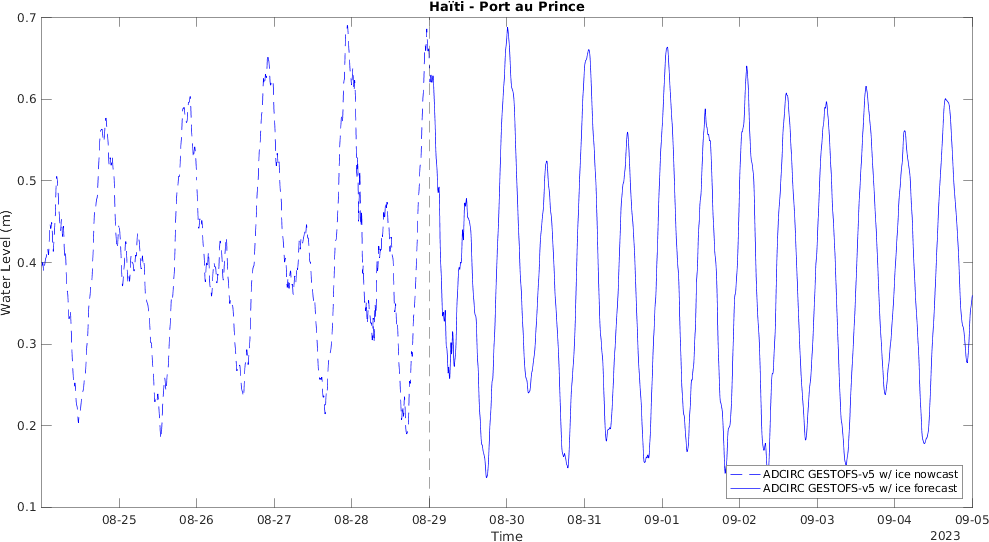 Haïti - Port au Prince
Water Level (m)
0.7
0.6
0.5
0.4
0.3
0.2
0.1
ADCIRC GESTOFS-v5 w/ ice nowcast
ADCIRC GESTOFS-v5 w/ ice forecast
08-25 08-26 08-27 08-28 08-29 08-30 08-31 09-01 09-02 09-03 09-04 09-05
Time
2023